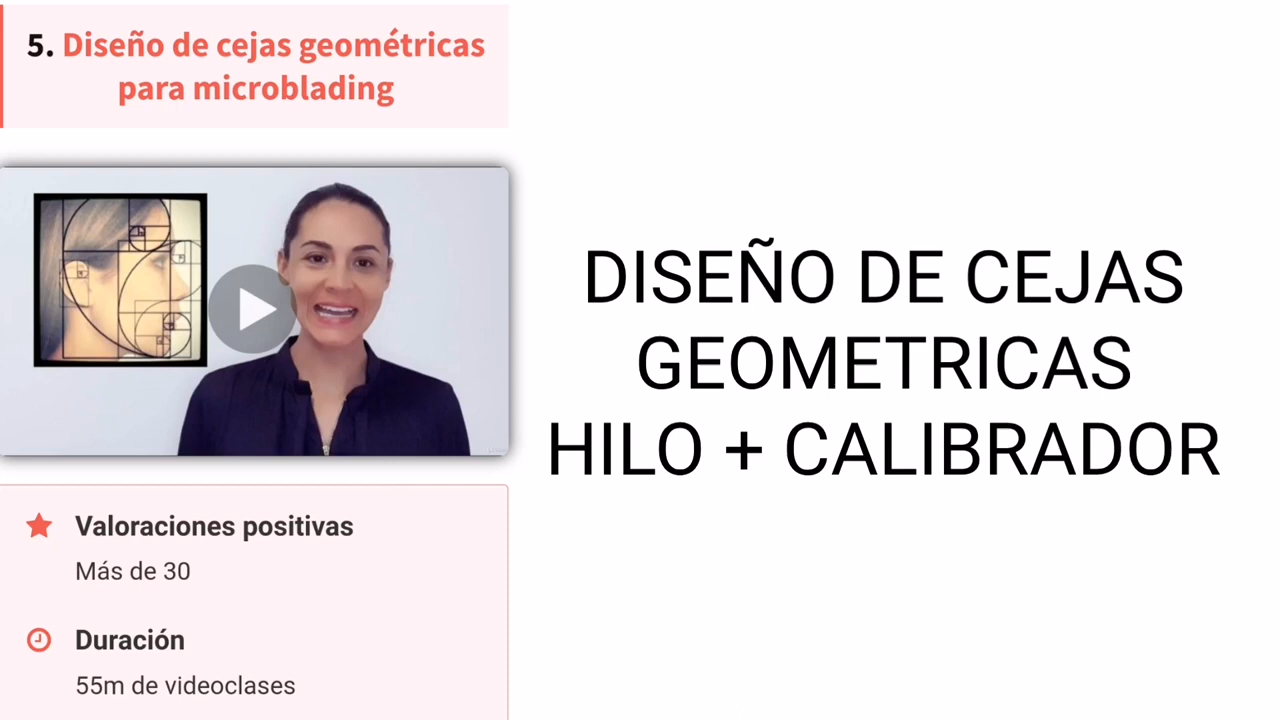 5. Diseño de cejas geométricas
para microblading
DISEÑO DE CEJAS
GEOMETRICAS
HILO + CALIBRADOR
Valoraciones positivas
Más de 30
Duración
55m de videoclases